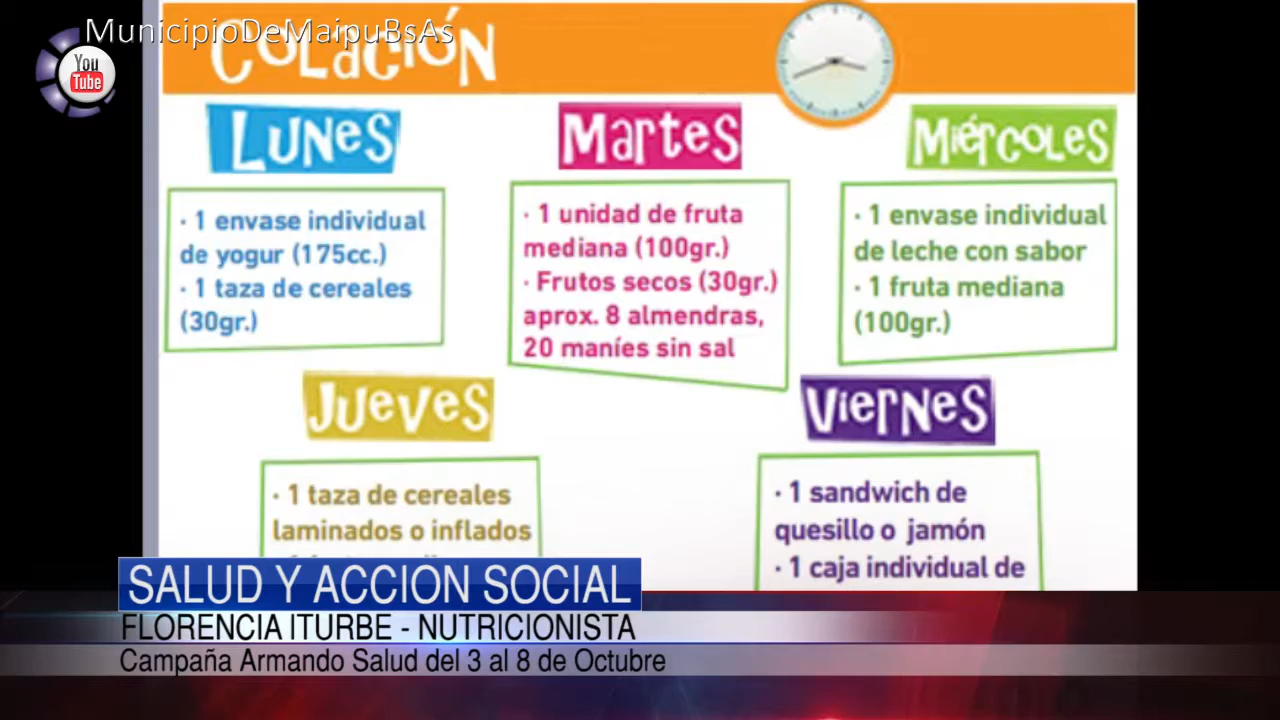 MunicipioDeMaipuBsAs
You
Tube
COLACIÓN
LUNES
MARTES
MIÉRCOLES
· 1 envase individual
de yogur (175cc.)
· 1 taza de cereales
(30gr.)
· 1 unidad de fruta
mediana (100gr.)
· Frutos secos (30gr.)
aprox. 8 almendras,
20 maníes sin sal
· 1 envase individual
de leche con sabor
· 1 fruta mediana
(100gr.)
JUEVES
VIERNES
· 1 taza de cereales
laminados o inflados
· 1 sandwich de
quesillo o jamón
· 1 caja individual de
SALUD Y ACCION SOCIAL
FLORENCIA ITURBE - NUTRICIONISTA
Campaña Armando Salud del 3 al 8 de Octubre